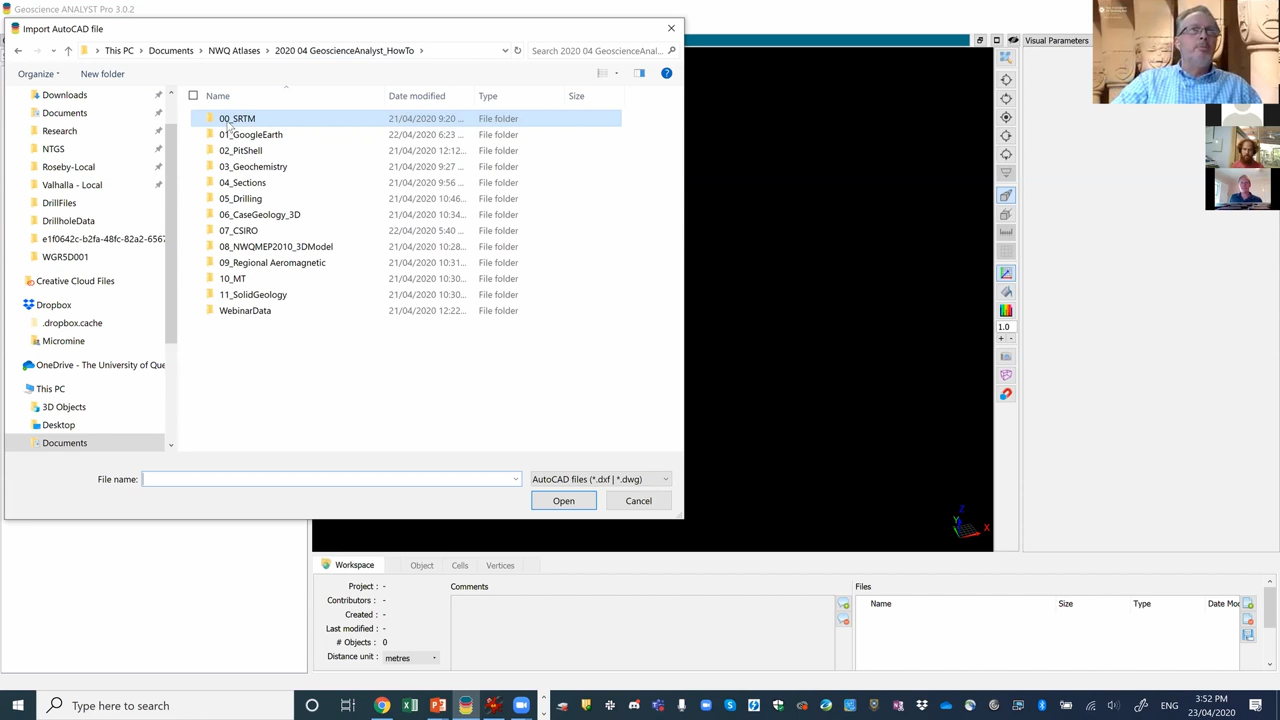 Geoscience ANALYST Pro 3.0.2
Import AutoCAD file
This PC
Documents
NWQ Atlases
2020 04 GeoscienceAnalyst_HowTo
Search 2020 04 GeoscienceAnal...
Visual Parameters
Organize
New folder
Name Date modified Type Size
Downloads
Documents
Research
NTGS
Roseby-Local
Valhalla - Local
DrillFiles
DrillholeData
e1f0642c-b2fa-48fc-82a2-6567
WGR5D001
Creative Cloud Files
Dropbox
.dropbox.cache
Micromine
OneDrive - The University of Que
This PC
3D Objects
Desktop
Documents
00_SRTM 21/04/2020 9:20 ... File folder
01_GoogleEarth 22/04/2020 6:23 ... File folder
02_PitShell 21/04/2020 12:12... File folder
03_Geochemistry 21/04/2020 9:27 ... File folder
04_Sections 21/04/2020 9:56 ... File folder
05_Drilling 21/04/2020 10:46... File folder
06_CaseGeology_3D 21/04/2020 10:34... File folder
07_CSIRO 22/04/2020 5:40 ... File folder
08_NWQMEP2010_3DModel 21/04/2020 10:28... File folder
09_Regional Aeromagnetic 21/04/2020 10:31... File folder
10_MT 21/04/2020 10:30... File folder
11_SolidGeology 21/04/2020 10:30... File folder
WebinarData 21/04/2020 12:22... File folder
File name:
AutoCAD files (*.dxf | *.dwg)
Open
Cancel
1.0
+ -
Z
Y
X
Workspace Object Cells Vertices
Project : -
Contributors : -
Created : -
Last modified : -
# Objects : 0
Distance unit : metres
Comments
Files
Name Size Type Date Moc
Type here to search
ENG
3:52 PM
23/04/2020